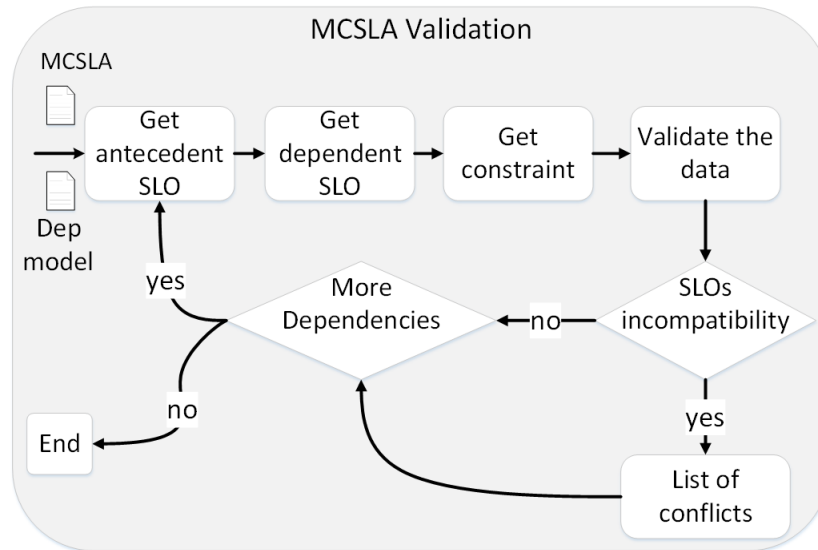 MCSLA Validation
MCSLA
Get
antecedent
SLO
Get
dependent
SLO
Get
constraint
Validate the
data
Dep
model
yes
More
Dependencies
no
SLOs
incompatibility
no
yes
End
List of
conflicts